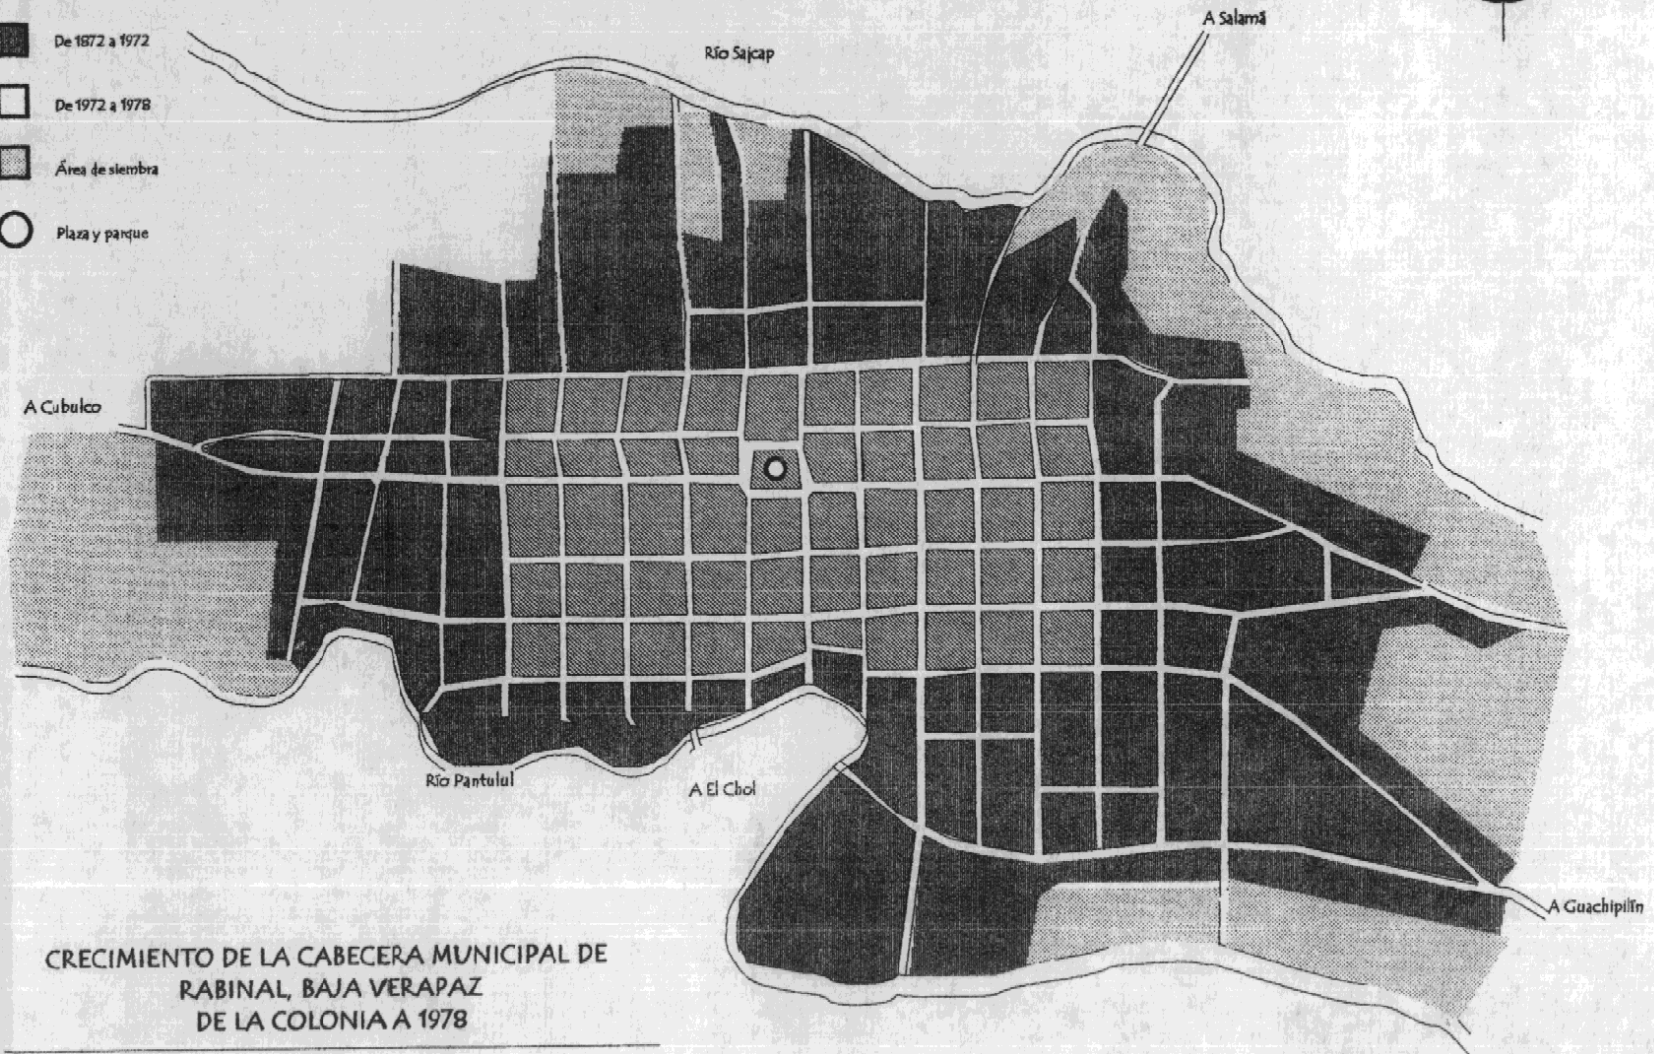 De 1872 a 1972
De 1972 a 1978
Área de siembra
Plaza y parque
Río Sajcap
A Salamá
A Cubulco
Río Pantulul
A El Chol
A Guachipilín
CRECIMIENTO DE LA CABECERA MUNICIPAL DE
RABINAL, BAJA VERAPAZ
DE LA COLONIA A 1978